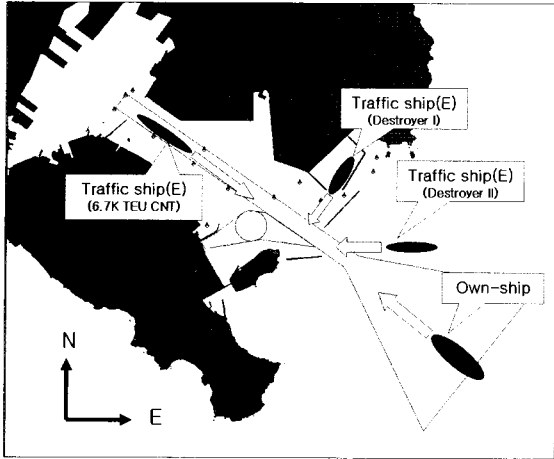 Traffic ship(E)
(Destroyer I)
Traffic ship(E)
(6.7K TEU CNT)
Traffic ship(E)
(Destroyer II)
Own-ship
N
E